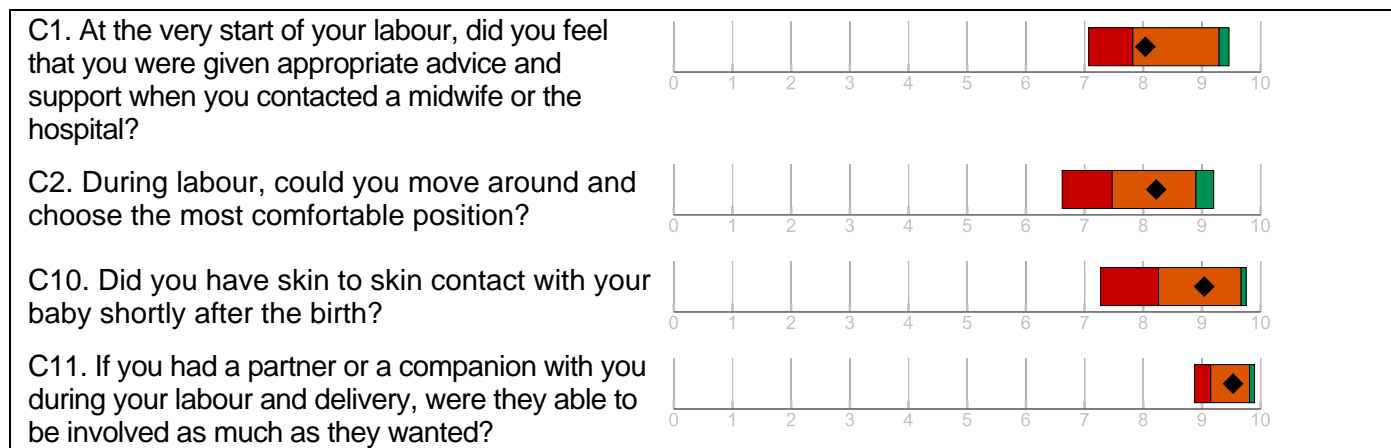 C1. At the very start of your labour, did you feel
that you were given appropriate advice and
support when you contacted a midwife or the
hospital?
0 1 2 3 4 5 6 7 8 9 10
C2. During labour, could you move around and
choose the most comfortable position?
0 1 2 3 4 5 6 7 8 9 10
C10. Did you have skin to skin contact with your
baby shortly after the birth?
0 1 2 3 4 5 6 7 8 9 10
C11. If you had a partner or a companion with you
during your labour and delivery, were they able to
be involved as much as they wanted?
0 1 2 3 4 5 6 7 8 9 10